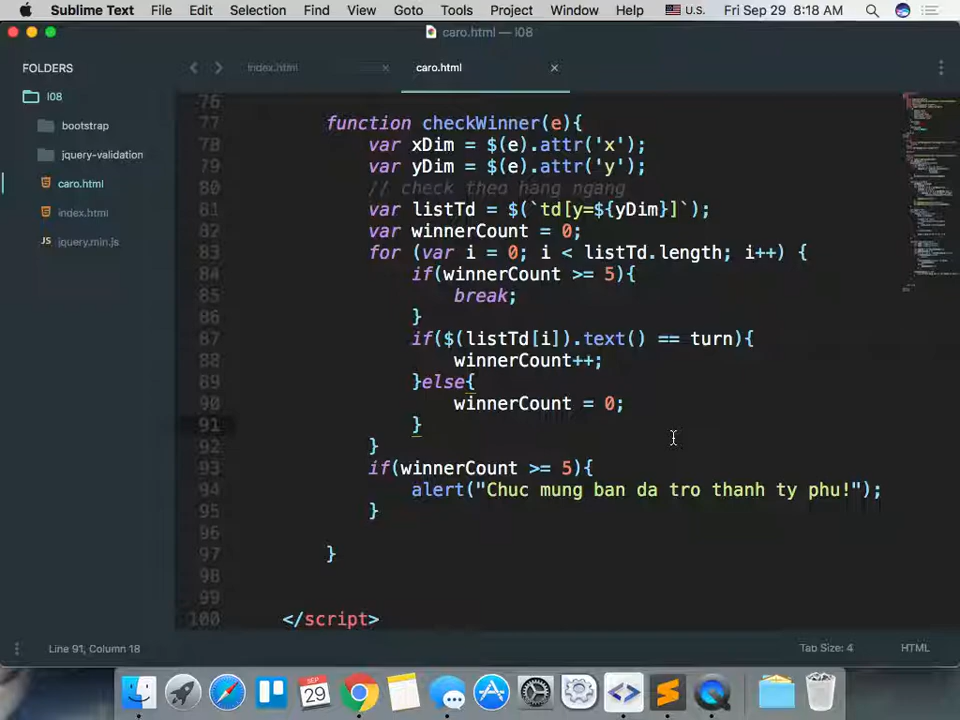 Sublime Text File Edit Selection Find View Goto Tools Project Window Help U.S. Fri Sep 29 8:18 AM
caro.html — l08
FOLDERS
l08
bootstrap
jquery-validation
caro.html
index.html
jquery.min.js
index.html ×
caro.html ×
76
77 function checkWinner(e){
78 var xDim = $(e).attr('x');
79 var yDim = $(e).attr('y');
80 // check theo hang ngang
81 var listTd = $(`td[y=${yDim}]`);
82 var winnerCount = 0;
83 for (var i = 0; i < listTd.length; i++) {
84 if(winnerCount >= 5){
85 break;
86 }
87 if($(listTd[i]).text() == turn){
88 winnerCount++;
89 }else{
90 winnerCount = 0;
91 }
92 }
93 if(winnerCount >= 5){
94 alert("Chuc mung ban da tro thanh ty phu!");
95 }
96
97 }
98
99
100 </script>
Line 91, Column 18 Tab Size: 4 HTML
SEP
29